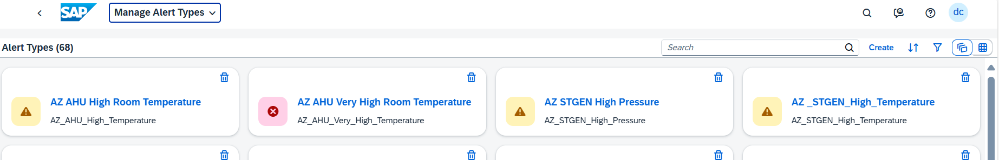 SAP Manage Alert Types dc
Alert Types (68) Search Create
AZ AHU High Room Temperature
AZ_AHU_High_Temperature
AZ AHU Very High Room Temperature
AZ_AHU_Very_High_Temperature
AZ STGEN High Pressure
AZ_STGEN_High_Pressure
AZ _STGEN_High_Temperature
AZ_STGEN_High_Temperature